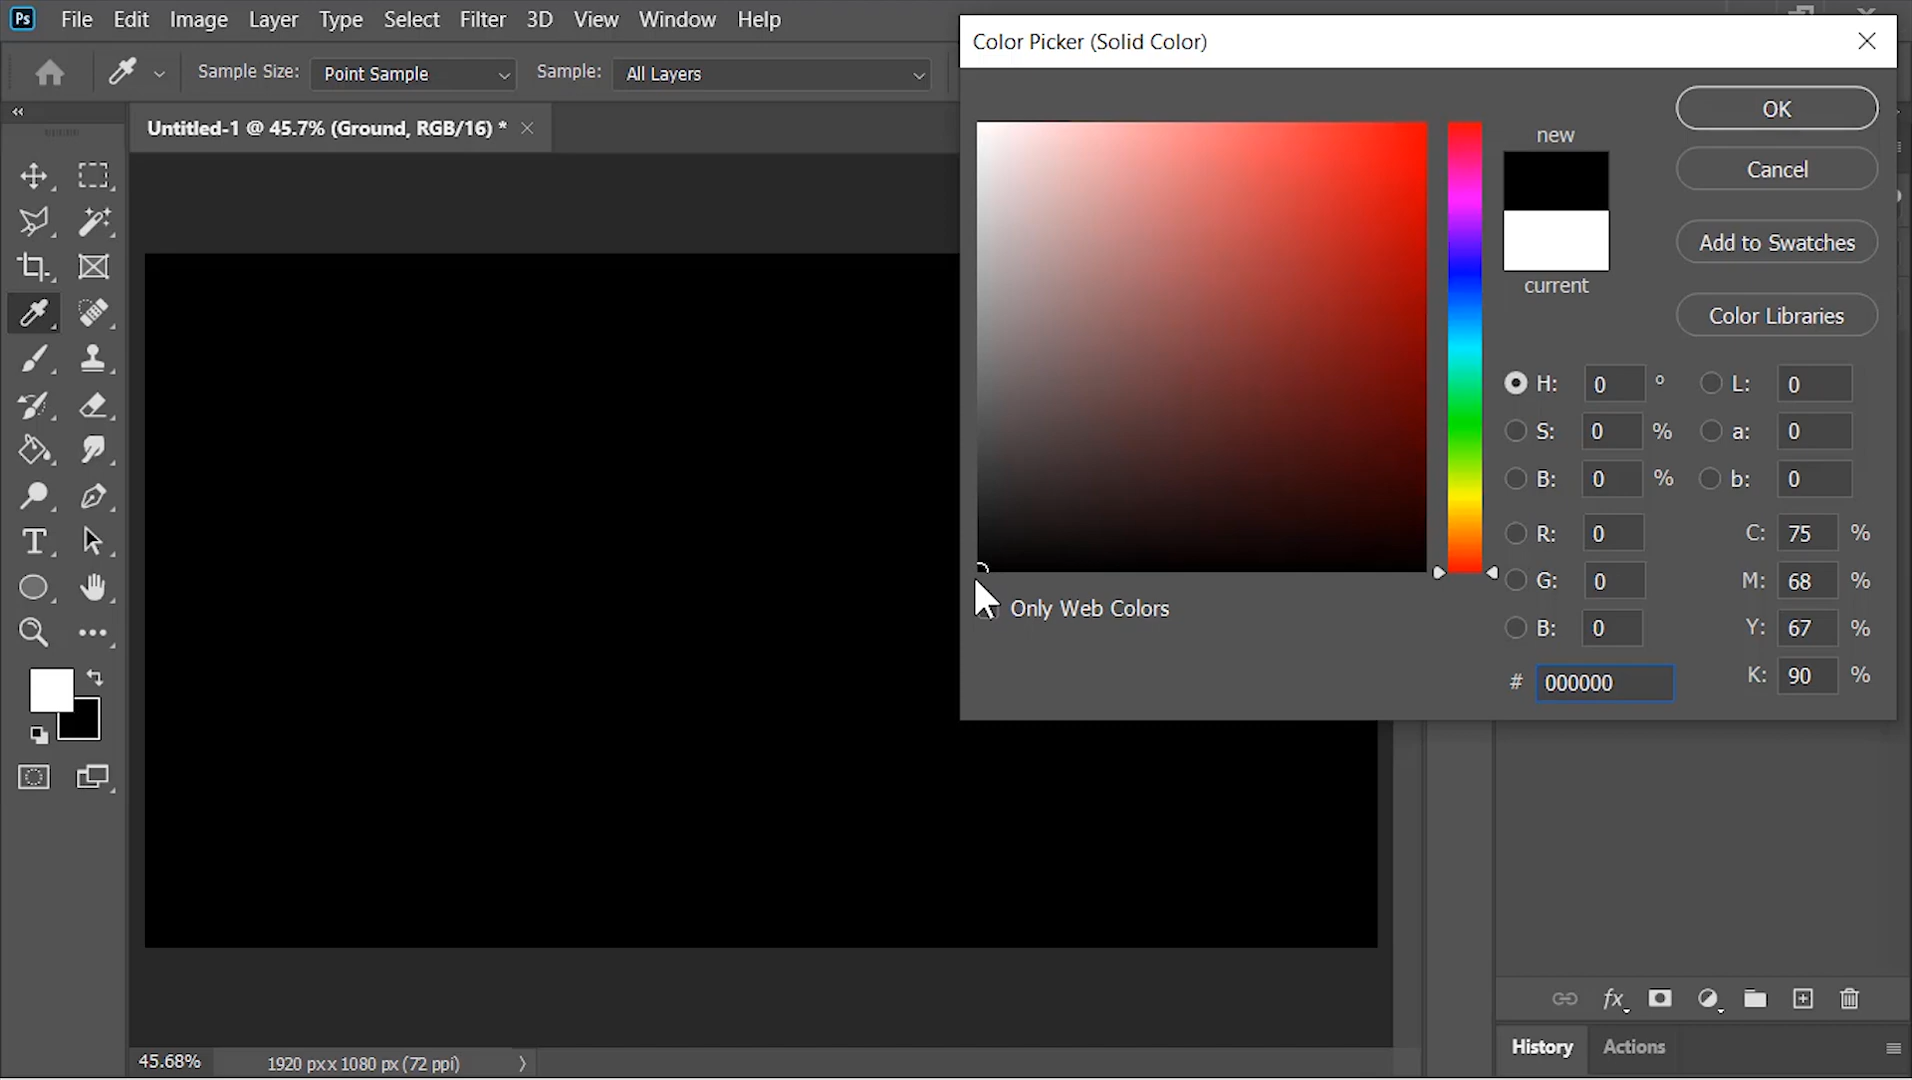 Ps File Edit Image Layer Type Select Filter 3D View Window Help
Color Picker (Solid Color)
Sample Size: Point Sample Sample: All Layers
Untitled-1 @ 45.7% (Ground, RGB/16) *
new
current
OK
Cancel
Add to Swatches
Color Libraries
H: 0 ° L: 0
S: 0 % a: 0
B: 0 % b: 0
R: 0 C: 75 %
G: 0 M: 68 %
B: 0 Y: 67 %
# 000000 K: 90 %
Only Web Colors
T
fx
History Actions
45.68% 1920 px x 1080 px (72 ppi)